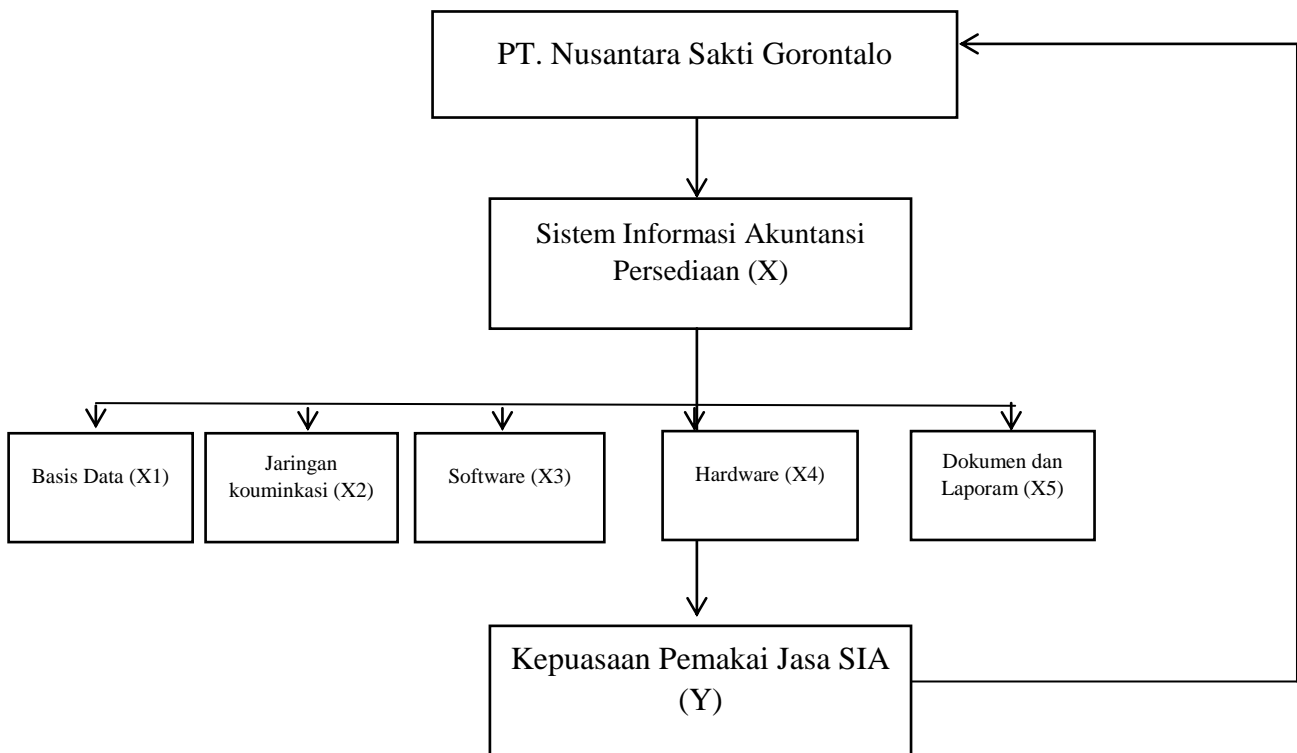 PT. Nusantara Sakti Gorontalo
Sistem Informasi Akuntansi
Persediaan (X)
Basis Data (X1)
Jaringan
kouminkasi (X2)
Software (X3)
Hardware (X4)
Dokumen dan
Laporam (X5)
Kepuasaan Pemakai Jasa SIA
(Y)